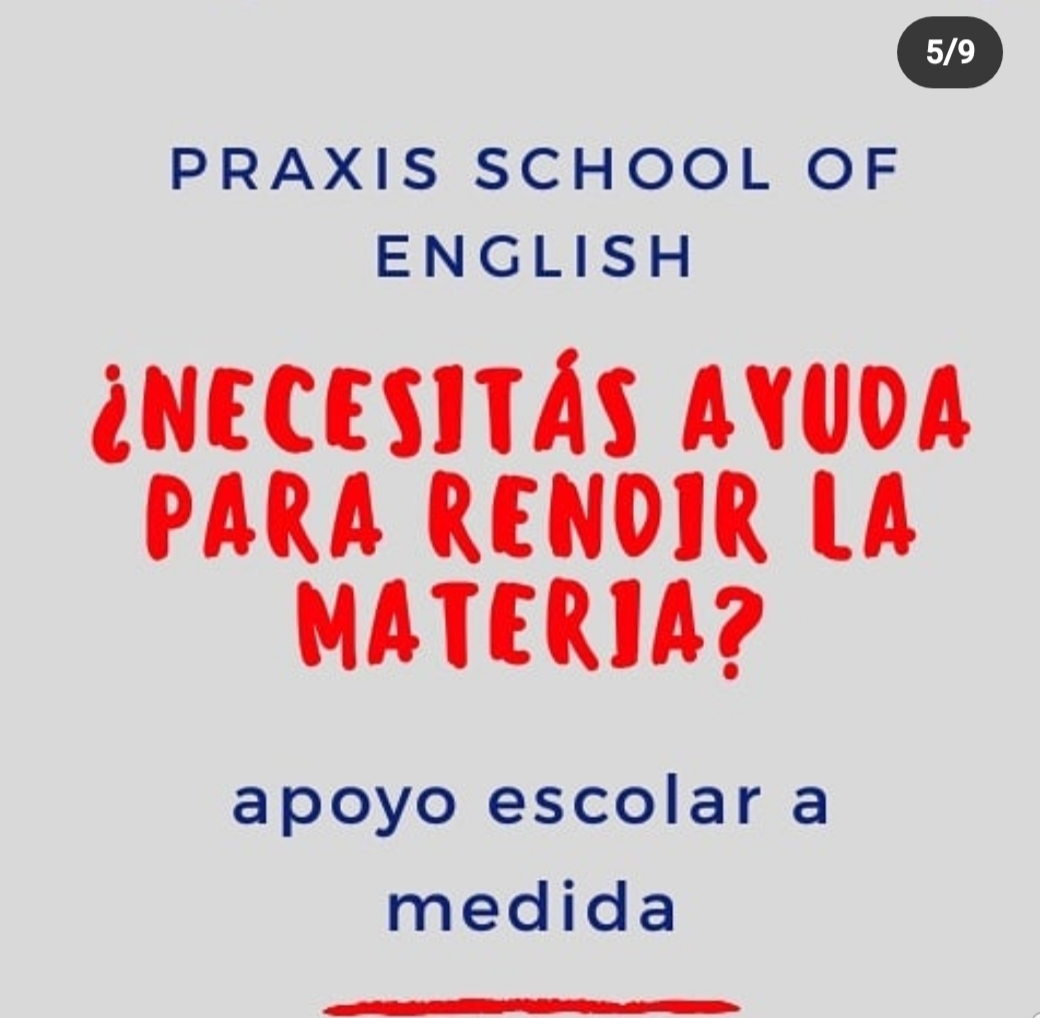 5/9
PRAXIS SCHOOL OF
ENGLISH
¿NECESITÁS AYUDA
PARA RENDIR LA
MATERIA?
apoyo escolar a
medida